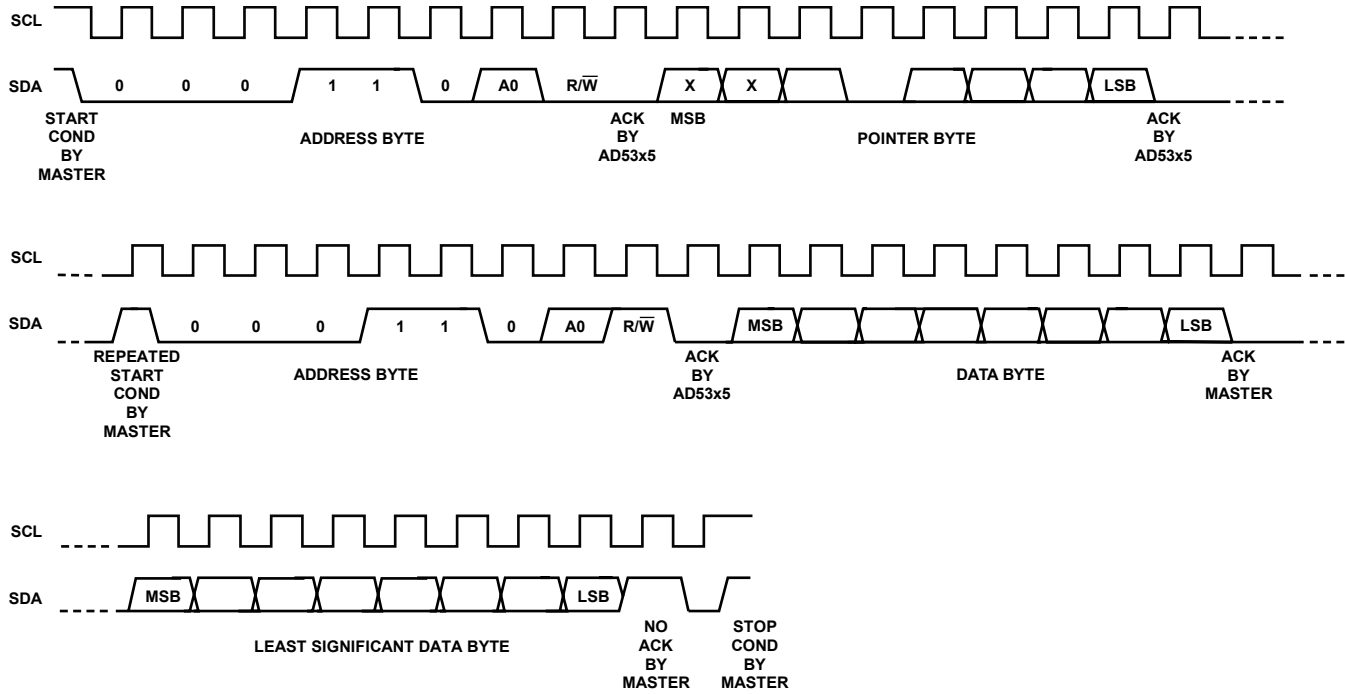 SCL
SDA 0 0 0 1 1 0 A0 R/W̅ X X LSB
START COND BY MASTER
ADDRESS BYTE
ACK BY AD53x5
MSB
POINTER BYTE
ACK BY AD53x5
SCL
SDA 0 0 0 1 1 0 A0 R/W̅ MSB LSB
REPEATED START COND BY MASTER
ADDRESS BYTE
ACK BY AD53x5
DATA BYTE
ACK BY MASTER
SCL
SDA MSB LSB
LEAST SIGNIFICANT DATA BYTE
NO ACK BY MASTER
STOP COND BY MASTER